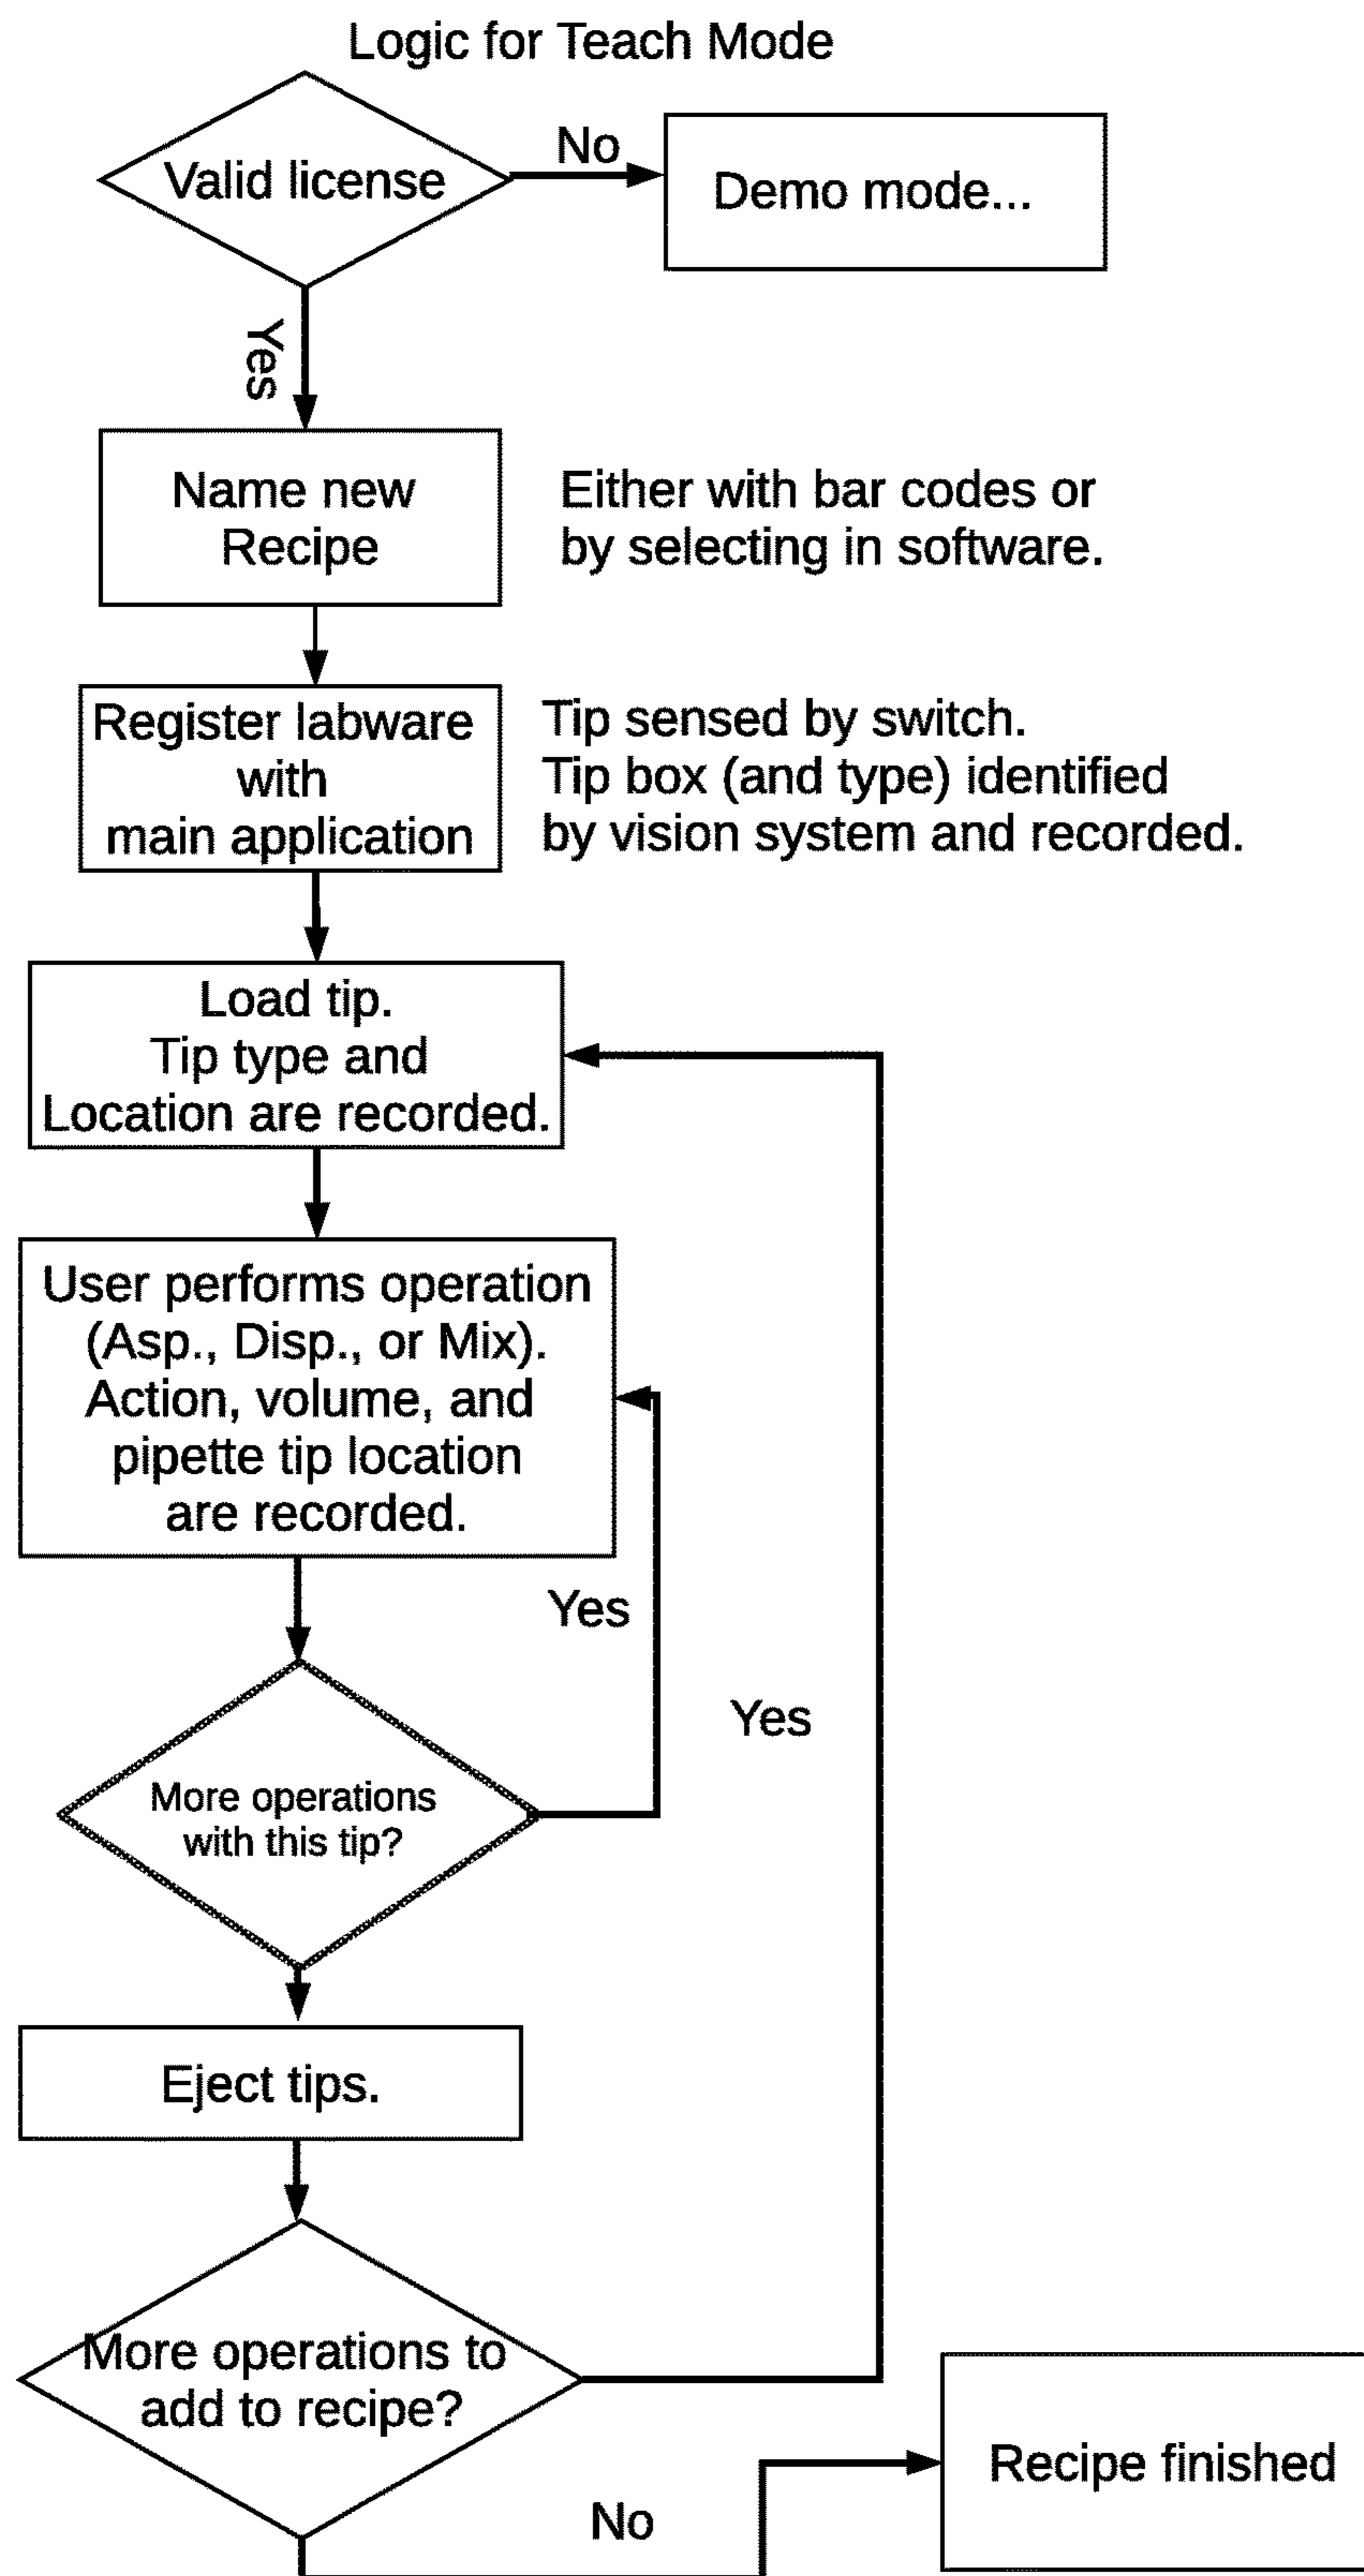 Logic for Teach Mode
Valid license
No
Demo mode...
Yes
Name new
Recipe
Either with bar codes or
by selecting in software.
Register labware
with
main application
Tip sensed by switch.
Tip box (and type) identified
by vision system and recorded.
Load tip.
Tip type and
Location are recorded.
User performs operation
(Asp., Disp., or Mix).
Action, volume, and
pipette tip location
are recorded.
Yes
Yes
More operations
with this tip?
Eject tips.
More operations to
add to recipe?
No
Recipe finished